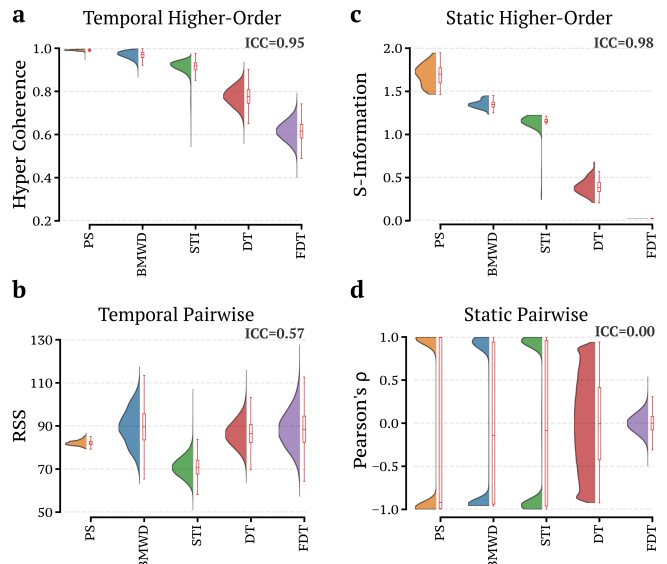 a
Temporal Higher-Order
ICC=0.95
Hyper Coherence
1.0
0.8
0.6
0.4
0.2
PS
BMWD
STI
DT
FDT
c
Static Higher-Order
ICC=0.98
S-Information
2.0
1.5
1.0
0.5
0.0
PS
BMWD
STI
DT
FDT
b
Temporal Pairwise
ICC=0.57
RSS
130
110
90
70
50
PS
BMWD
STI
DT
FDT
d
Static Pairwise
ICC=0.00
Pearson's ρ
1.0
0.5
0.0
−0.5
−1.0
PS
BMWD
STI
DT
FDT